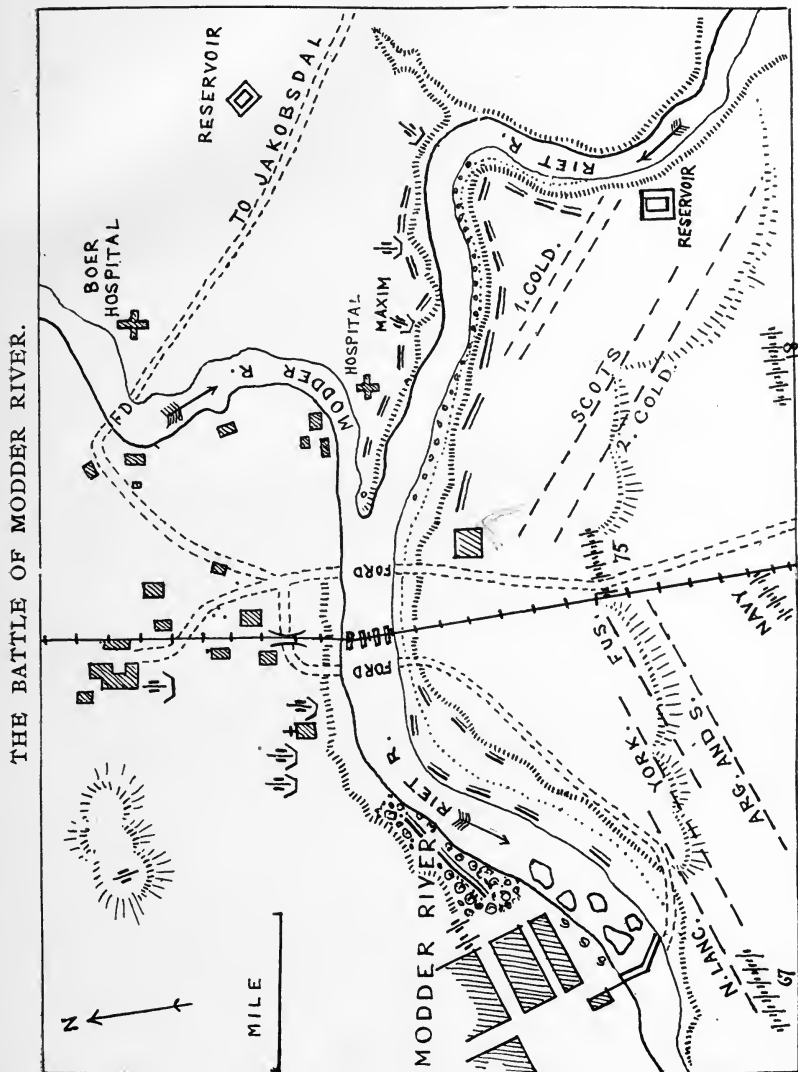 THE BATTLE OF MODDER RIVER.
N
MILE
BOER
HOSPITAL
RESERVOIR
TO JAKOBSDAL
FD
MODDER R.
HOSPITAL
MAXIM
RIET R.
RESERVOIR
FORD
FORD
RIET R.
MODDER RIVER
1. COLD.
SCOTS
2. COLD.
18
75
NAVY
YORK. FUS.
ARG. AND S.
N. LANC.
67